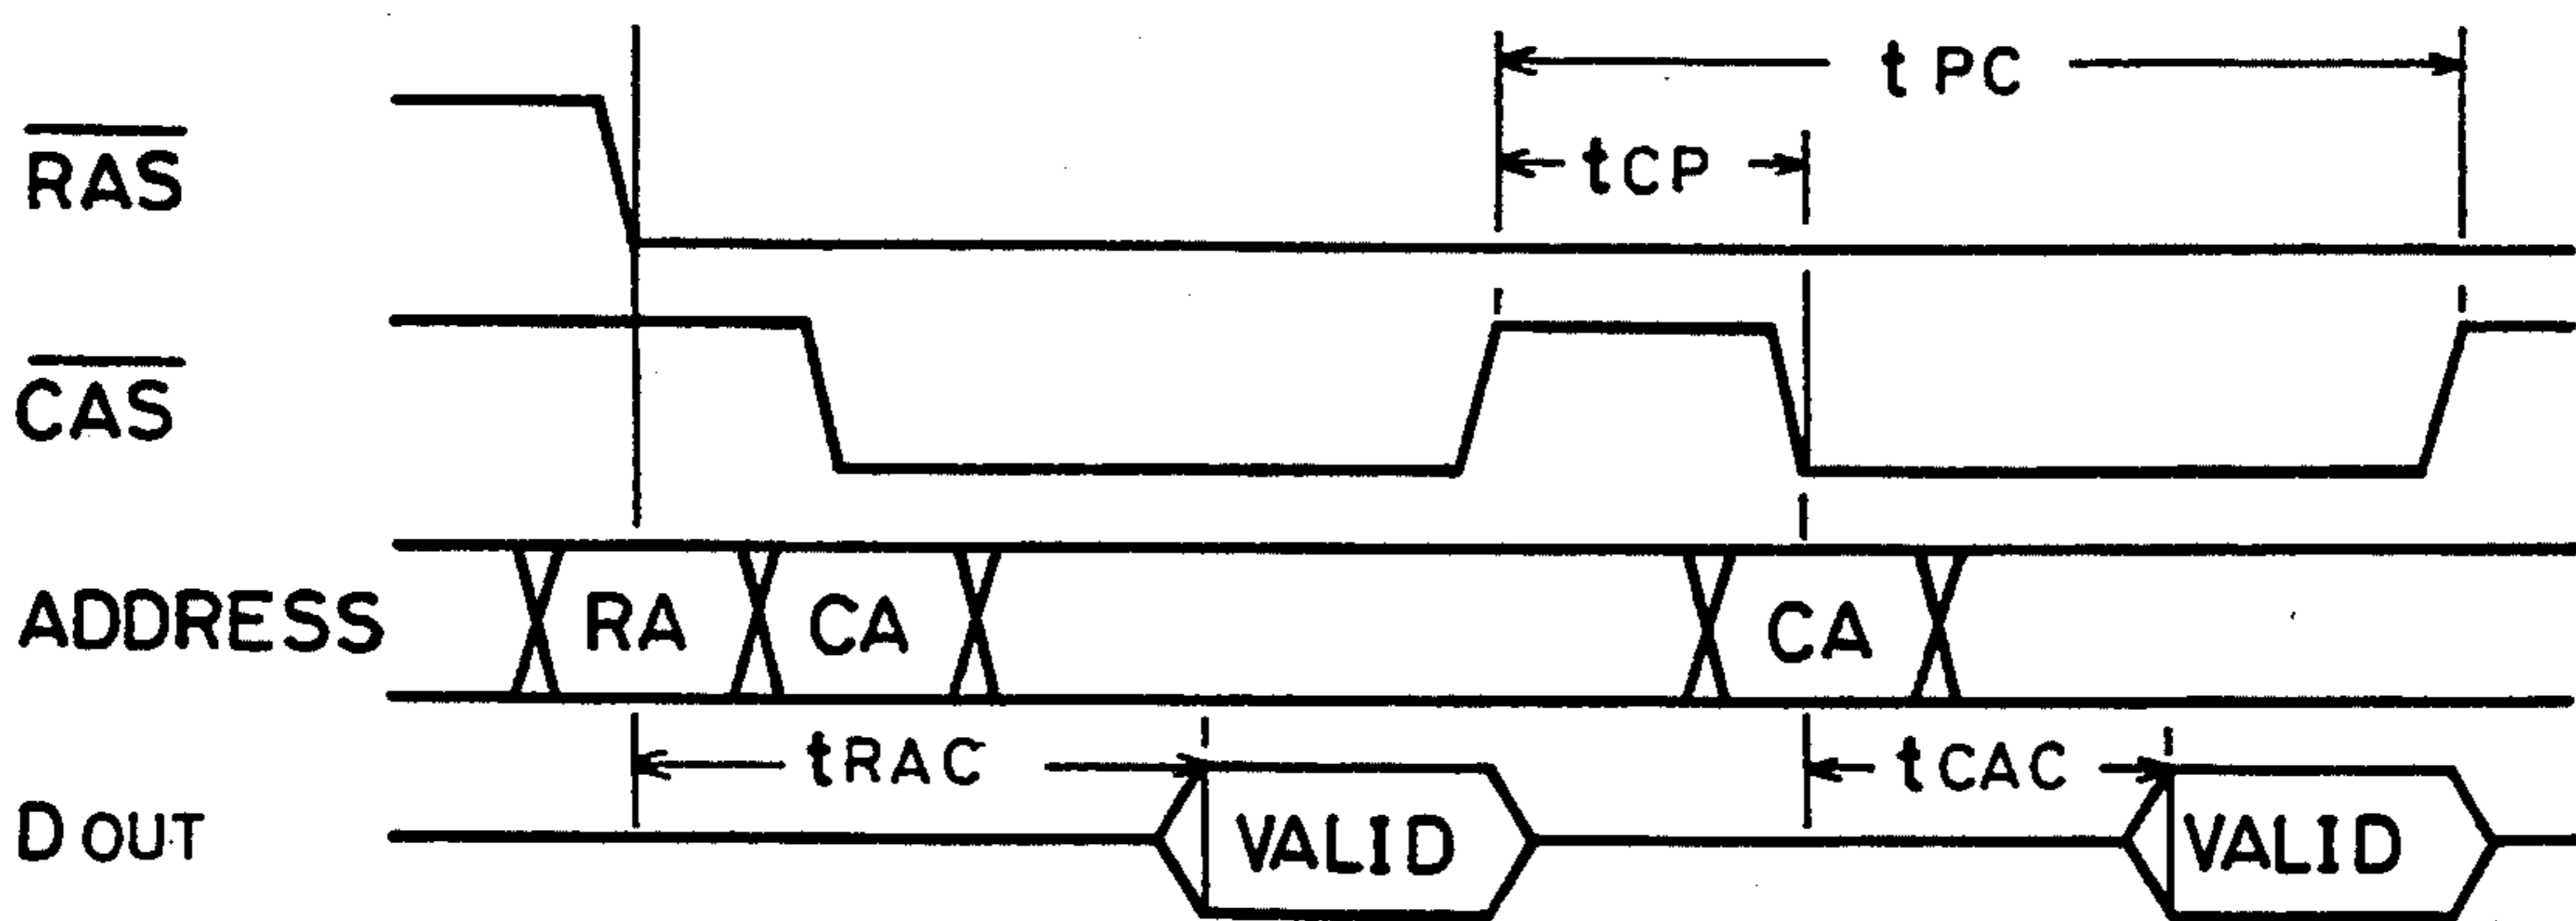 t PC
RAS
tCP
CAS
ADDRESS RA CA CA
tRAC tCAC
D OUT VALID VALID